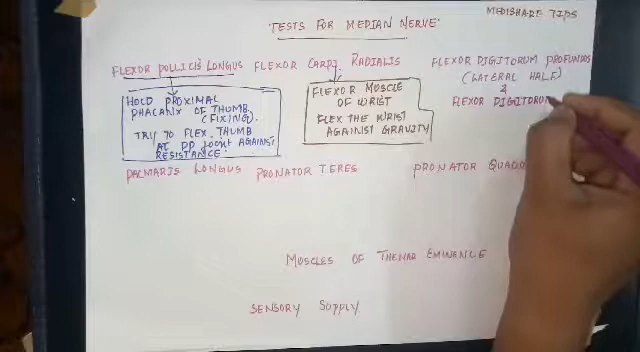 MEDISHARE TIPS
TESTS FOR MEDIAN NERVE
FLEXOR POLLICIS LONGUS
HOLD PROXIMAL
PHALANX OF THUMB
(FIXING)
TRY TO FLEX THUMB
AT DP joint AGAINST
RESISTANCE
FLEXOR CARPI RADIALIS
FLEXOR MUSCLE
OF WRIST
FLEX THE WRIST
AGAINST GRAVITY
FLEXOR DIGITORUM PROFUNDUS
(LATERAL HALF)
&
FLEXOR DIGITORUM
PALMARIS LONGUS
PRONATOR TERES
PRONATOR QUAD
MUSCLES OF THENAR EMINENCE
SENSORY SUPPLY